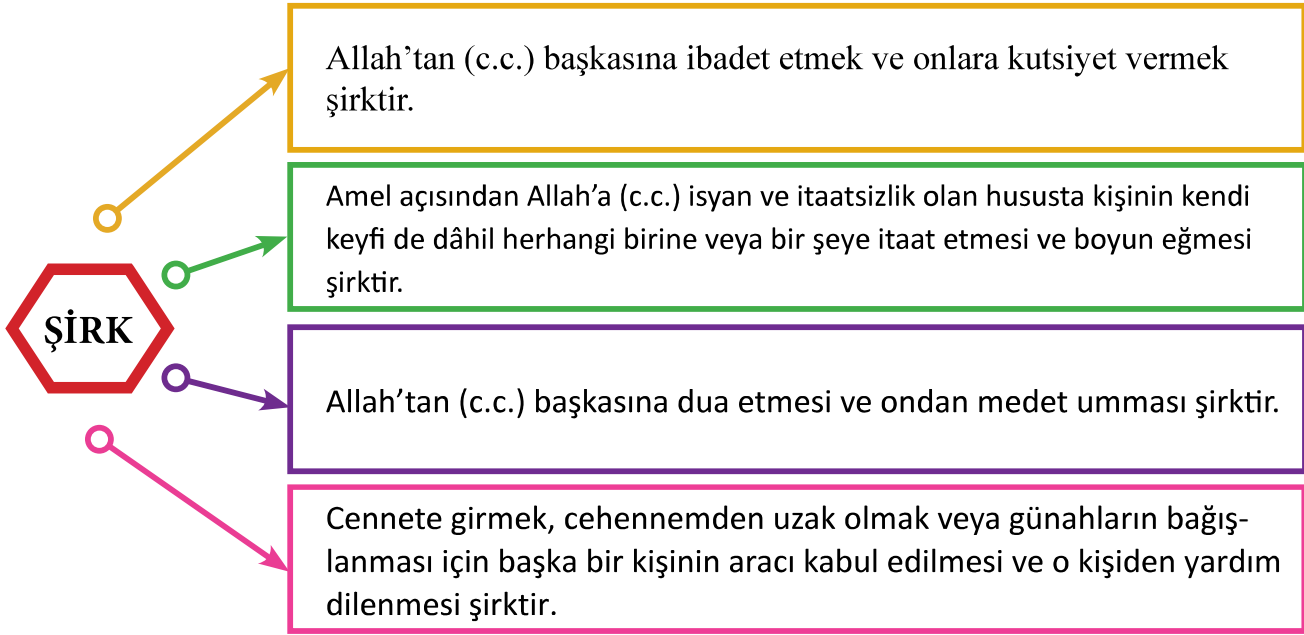 ŞİRK
Allah’tan (c.c.) başkasına ibadet etmek ve onlara kutsiyet vermek
şirktir.
Amel açısından Allah’a (c.c.) isyan ve itaatsizlik olan hususta kişinin kendi
keyfi de dâhil herhangi birine veya bir şeye itaat etmesi ve boyun eğmesi
şirktir.
Allah’tan (c.c.) başkasına dua etmesi ve ondan medet umması şirktir.
Cennete girmek, cehennemden uzak olmak veya günahların bağış-
lanması için başka bir kişinin aracı kabul edilmesi ve o kişiden yardım
dilenmesi şirktir.